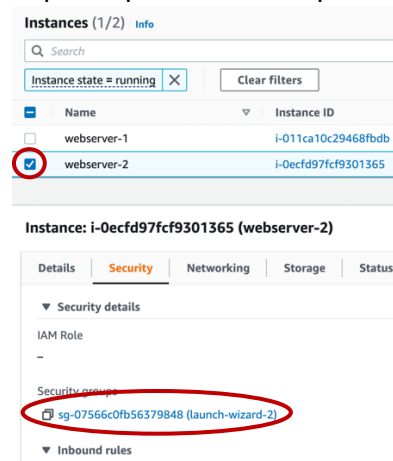 Instances (1/2) Info
Search
Instance state = running
Clear filters
Name Instance ID
webserver-1 i-011ca10c29468fbdb
webserver-2 i-0ecfd97fcf9301365
Instance: i-0ecfd97fcf9301365 (webserver-2)
Details Security Networking Storage Status
Security details
IAM Role
–
Security groups
sg-07566c0fb56379848 (launch-wizard-2)
Inbound rules